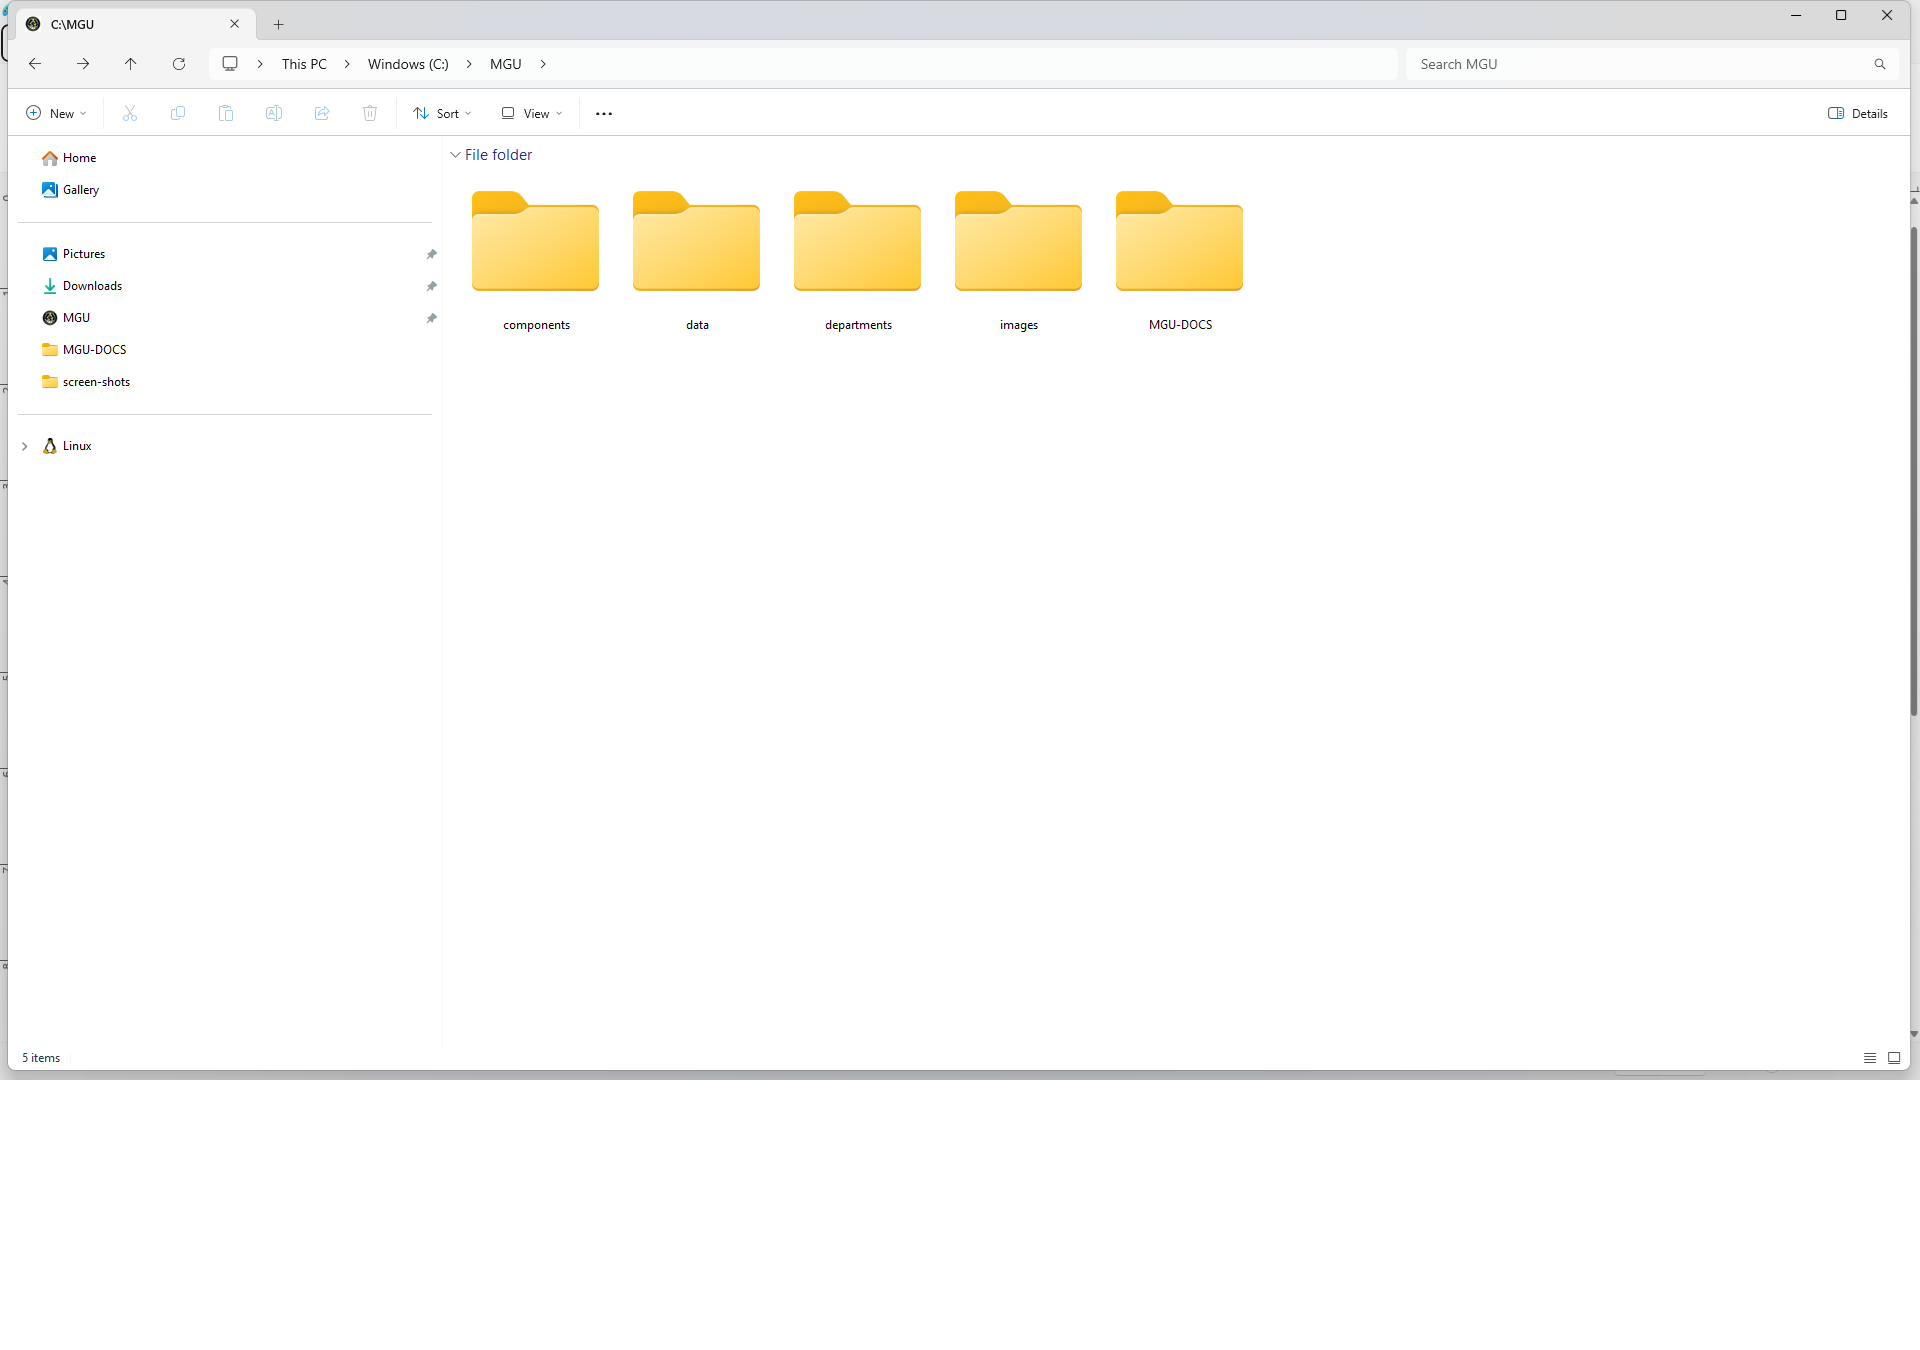 C:\MGU
This PC > Windows (C:) > MGU >
Search MGU
New
Sort
View
Details
Home
Gallery
Pictures
Downloads
MGU
MGU-DOCS
screen-shots
Linux
File folder
components
data
departments
images
MGU-DOCS
5 items